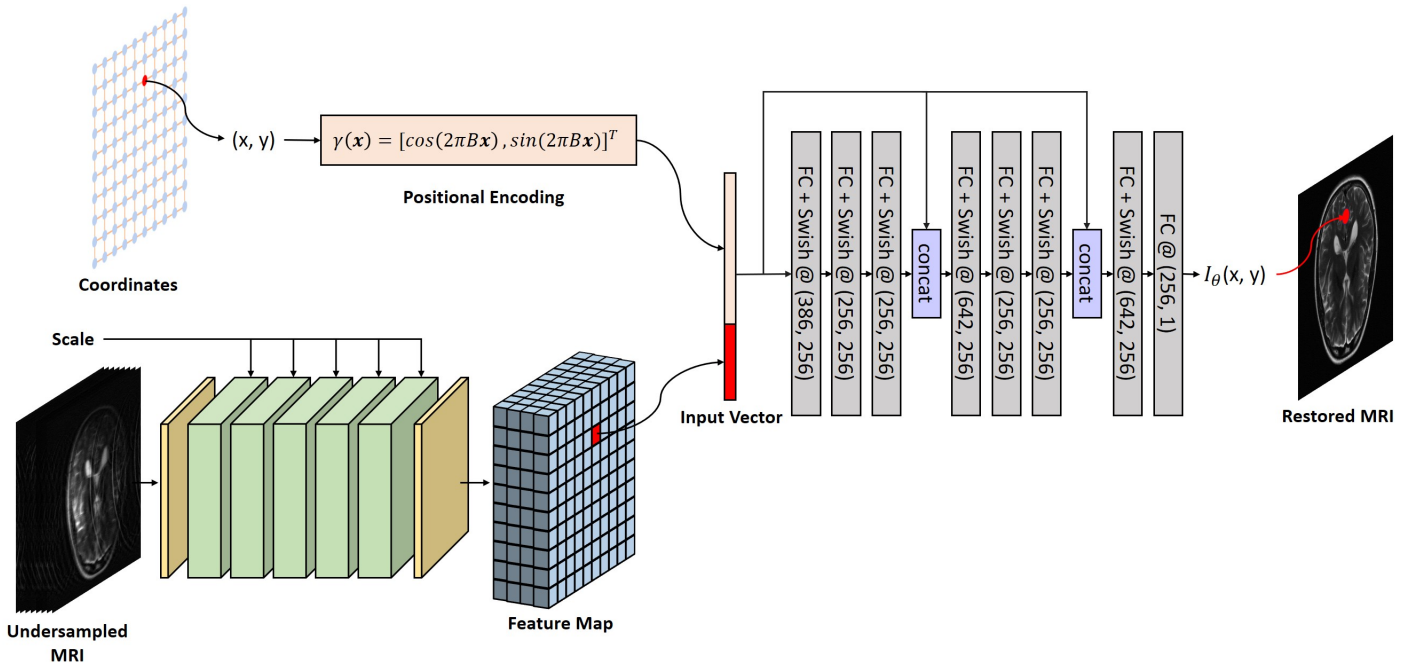 (x, y)
γ(𝒙) = [cos(2πB𝒙) , sin(2πB𝒙)]ᵀ
Positional Encoding
Coordinates
Scale
Undersampled
MRI
Feature Map
Input Vector
FC + Swish @ (386, 256)
FC + Swish @ (256, 256)
FC + Swish @ (256, 256)
concat
FC + Swish @ (642, 256)
FC + Swish @ (256, 256)
FC + Swish @ (256, 256)
concat
FC + Swish @ (642, 256)
FC @ (256, 1)
I_θ(x, y)
Restored MRI